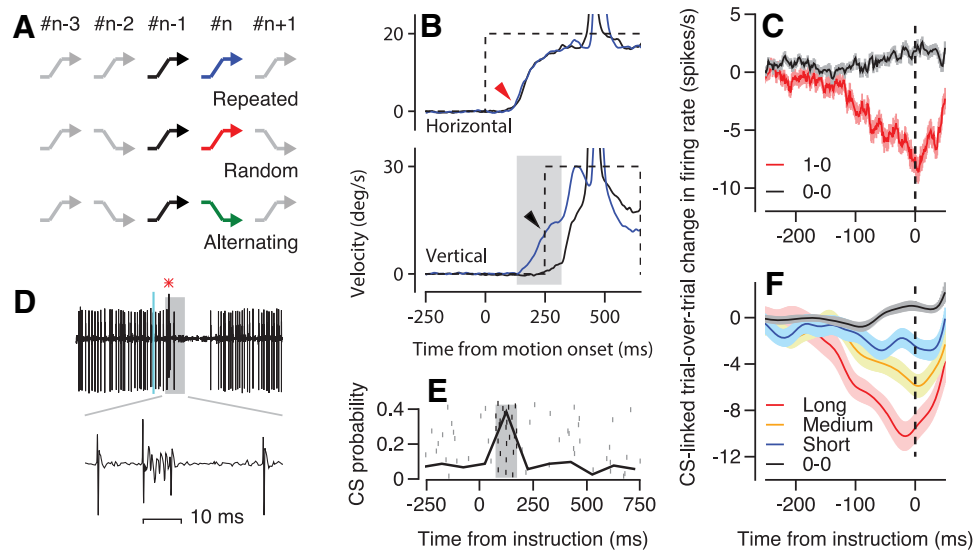 A
#n-3 #n-2 #n-1 #n #n+1
Repeated
Random
Alternating
B
20
0
Horizontal
30
0
Vertical
Velocity (deg/s)
-250 0 250 500
Time from motion onset (ms)
C
5
0
-5
-10
1-0
0-0
-200 -100 0
CS-linked trial-over-trial change in firing rate (spikes/s)
D
*
10 ms
E
0.4
0.2
0
CS probability
-250 0 250 500 750
Time from instruction (ms)
F
0
-4
-8
-12
Long
Medium
Short
0-0
-200 -100 0
Time from instructiom (ms)